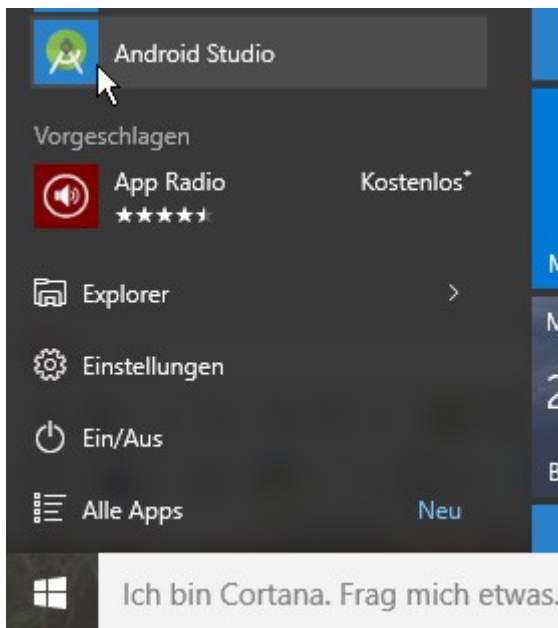 Android Studio
Vorgeschlagen
App Radio Kostenlos*
Explorer
Einstellungen
Ein/Aus
Alle Apps Neu
Ich bin Cortana. Frag mich etwas.